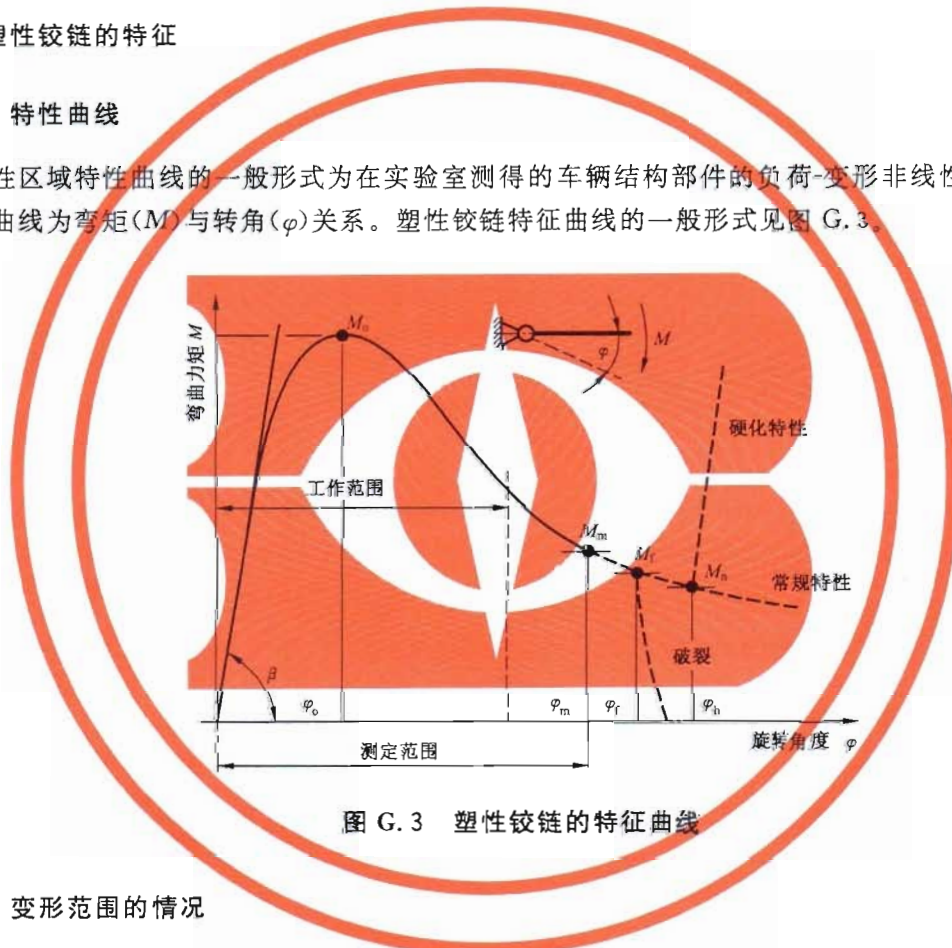 塑性铰链的特征
特性曲线
性区域特性曲线的一般形式为在实验室测得的车辆结构部件的负荷-变形非线性
曲线为弯矩(M)与转角(φ)关系。塑性铰链特征曲线的一般形式见图 G.3。
弯曲力矩 M
M₀
φ
M
硬化特性
工作范围
Mₘ
M_f
Mₙ
常规特性
破裂
β
φ₀
φₘ
φ_f
φₕ
旋转角度 φ
测定范围
图 G.3 塑性铰链的特征曲线
变形范围的情况